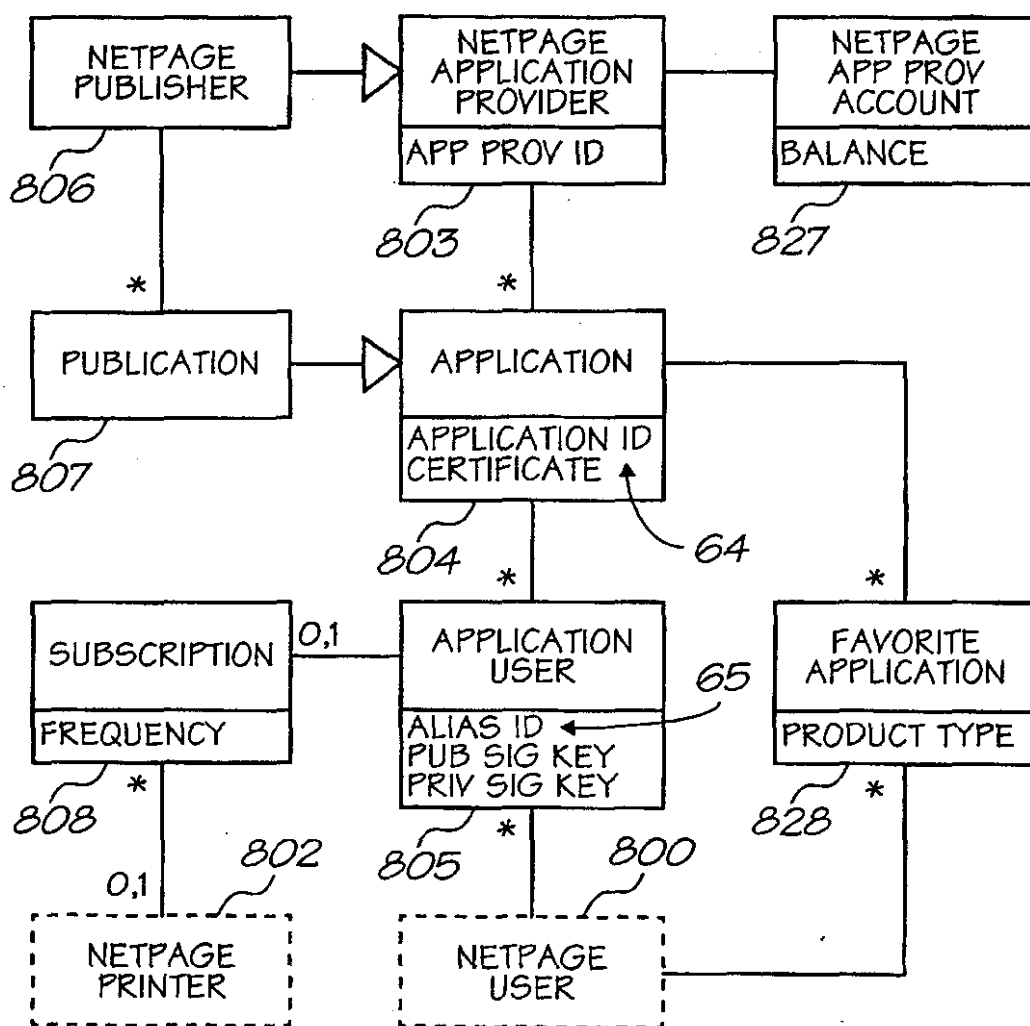 NETPAGE
PUBLISHER
806
NETPAGE
APPLICATION
PROVIDER
APP PROV ID
803
NETPAGE
APP PROV
ACCOUNT
BALANCE
827
*
*
PUBLICATION
807
APPLICATION
APPLICATION ID
CERTIFICATE
804
64
*
*
SUBSCRIPTION
FREQUENCY
808
0,1
APPLICATION
USER
ALIAS ID
PUB SIG KEY
PRIV SIG KEY
805
65
FAVORITE
APPLICATION
PRODUCT TYPE
828
*
*
*
0,1
802
NETPAGE
PRINTER
800
NETPAGE
USER